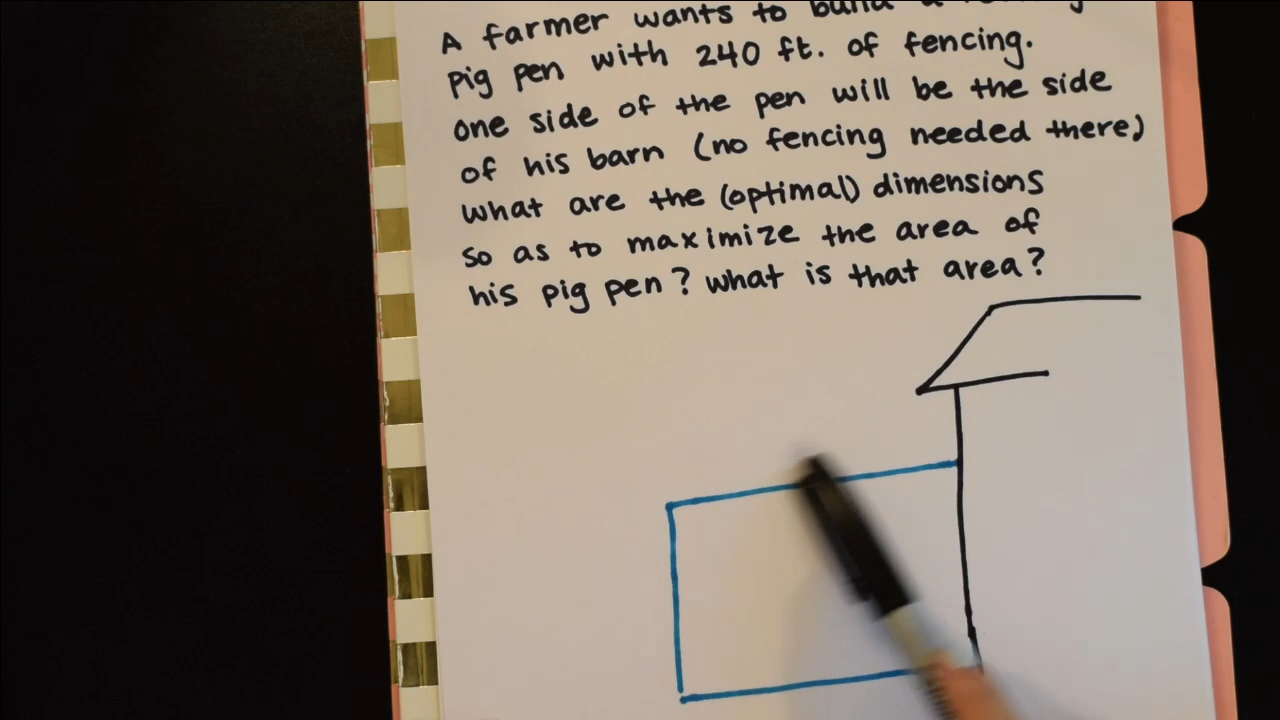 A farmer wants to build a
pig pen with 240 ft. of fencing.
one side of the pen will be the side
of his barn (no fencing needed there)
what are the (optimal) dimensions
so as to maximize the area of
his pig pen? what is that area?